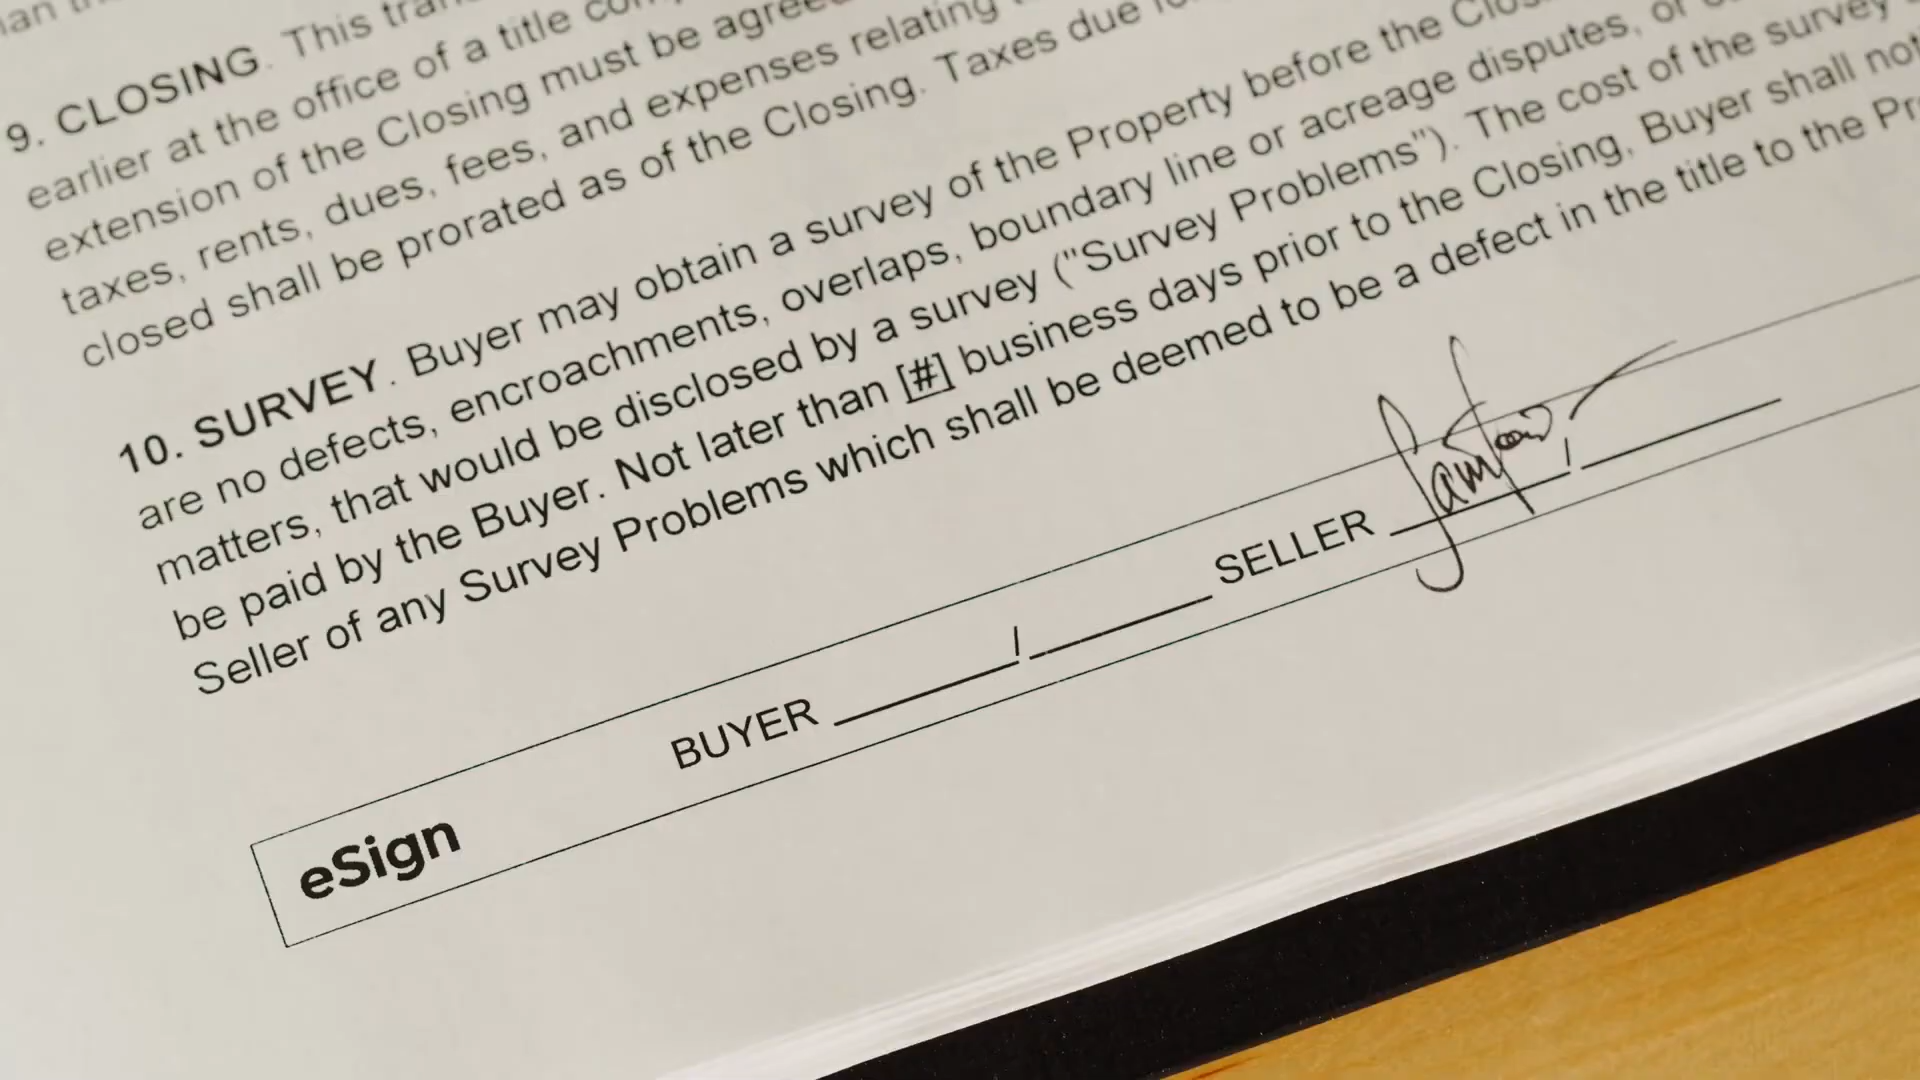 9. CLOSING. This
earlier at the office of a title
extension of the Closing must be
taxes, rents, dues, fees, and expenses relating
closed shall be prorated as of the Closing. Taxes due
10. SURVEY. Buyer may obtain a survey of the Property before the
are no defects, encroachments, overlaps, boundary line or acreage disputes, or
matters, that would be disclosed by a survey ("Survey Problems"). The cost of the survey
be paid by the Buyer. Not later than [#] business days prior to the Closing, Buyer shall not
Seller of any Survey Problems which shall be deemed to be a defect in the title to the
eSign BUYER ______/______ SELLER ______/______